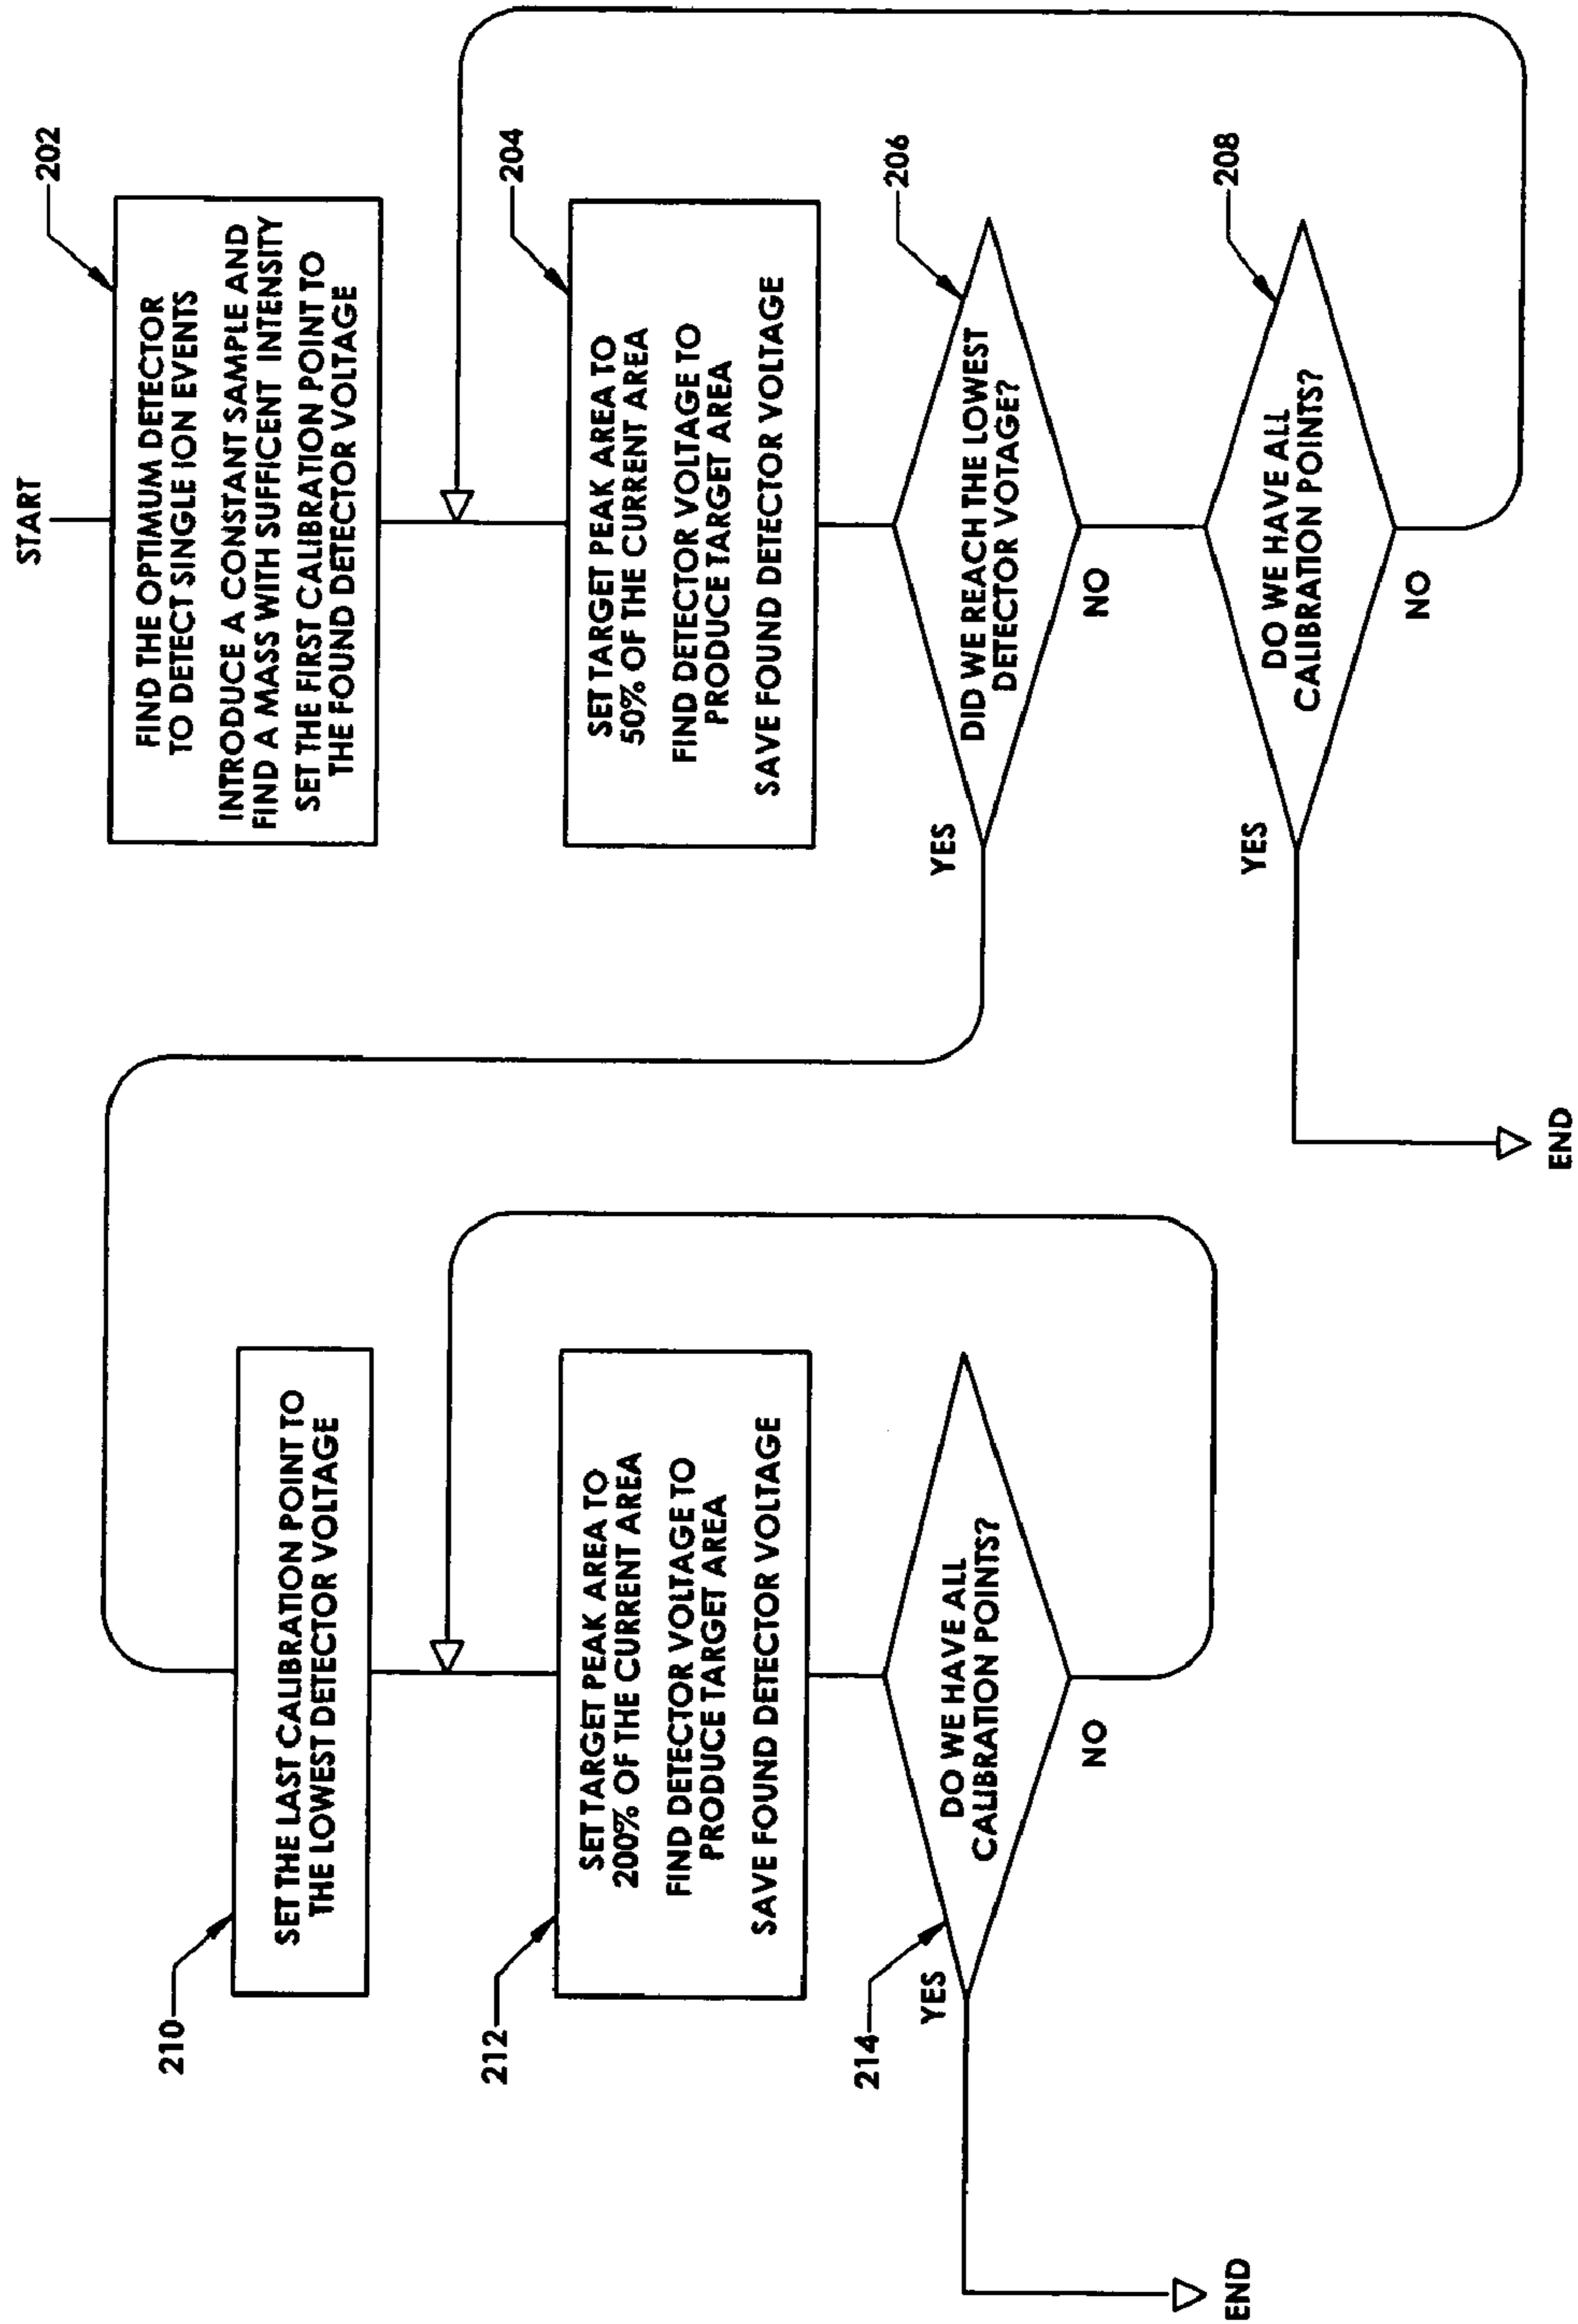 START
202
FIND THE OPTIMUM DETECTOR
TO DETECT SINGLE ION EVENTS
INTRODUCE A CONSTANT SAMPLE AND
FIND A MASS WITH SUFFICENT INTENSITY
SET THE FIRST CALIBRATION POINT TO
THE FOUND DETECTOR VOLTAGE
204
SET TARGET PEAK AREA TO
50% OF THE CURRENT AREA
FIND DETECTOR VOLTAGE TO
PRODUCE TARGET AREA
SAVE FOUND DETECTOR VOLTAGE
206
DID WE REACH THE LOWEST
DETECTOR VOTAGE?
YES
NO
208
DO WE HAVE ALL
CALIBRATION POINTS?
YES
NO
END
210
SET THE LAST CALIBRATION POINT TO
THE LOWEST DETECTOR VOLTAGE
212
SET TARGET PEAK AREA TO
200% OF THE CURRENT AREA
FIND DETECTOR VOLTAGE TO
PRODUCE TARGET AREA
SAVE FOUND DETECTOR VOLTAGE
214
DO WE HAVE ALL
CALIBRATION POINTS?
YES
NO
END